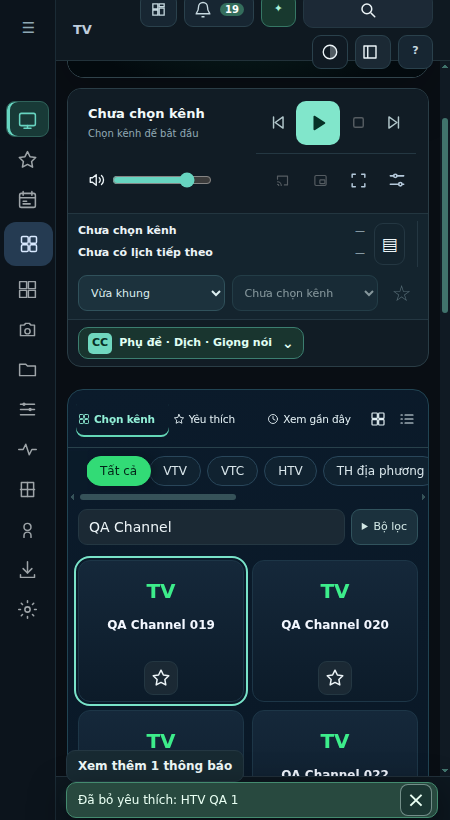 TV
19
?
Chưa chọn kênh
Chọn kênh để bắt đầu
Chưa chọn kênh —
Chưa có lịch tiếp theo —
Vừa khung
Chưa chọn kênh
CC Phụ đề · Dịch · Giọng nói
Chọn kênh
Yêu thích
Xem gần đây
Tất cả
VTV
VTC
HTV
TH địa phương
QA Channel
Bộ lọc
TV
QA Channel 019
TV
QA Channel 020
TV
TV
QA Channel 022
Xem thêm 1 thông báo
Đã bỏ yêu thích: HTV QA 1